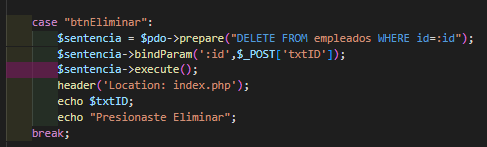 case "btnEliminar":
$sentencia = $pdo->prepare("DELETE FROM empleados WHERE id=:id");
$sentencia->bindParam(':id',$_POST['txtID']);
$sentencia->execute();
header('Location: index.php');
echo $txtID;
echo "Presionaste Eliminar";
break;